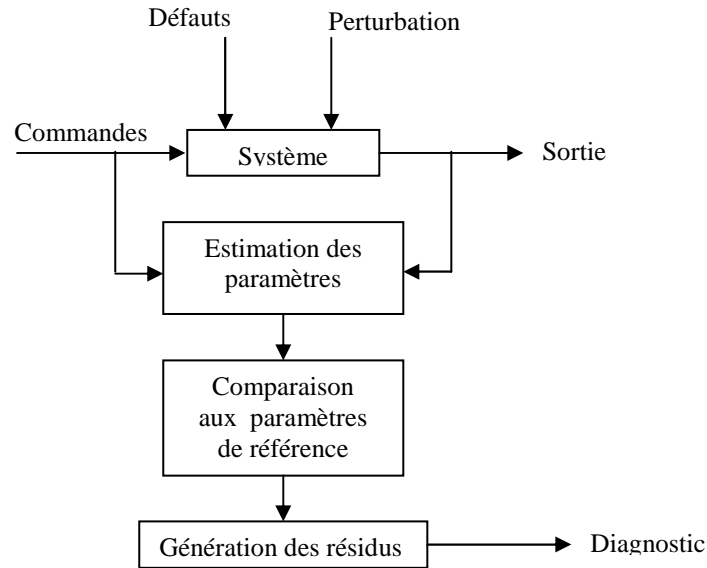 Défauts
Perturbation
Commandes
Système
Sortie
Estimation des
paramètres
Comparaison
aux paramètres
de référence
Génération des résidus
Diagnostic